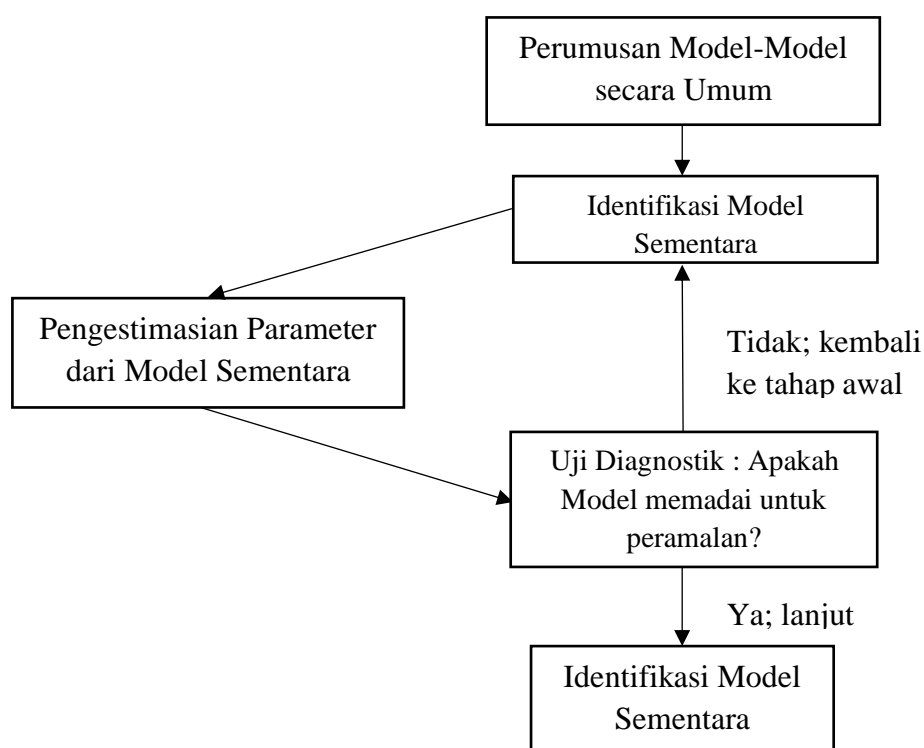 Perumusan Model-Model
secara Umum
Identifikasi Model
Sementara
Pengestimasian Parameter
dari Model Sementara
Tidak; kembali
ke tahap awal
Uji Diagnostik : Apakah
Model memadai untuk
peramalan?
Ya; lanjut
Identifikasi Model
Sementara